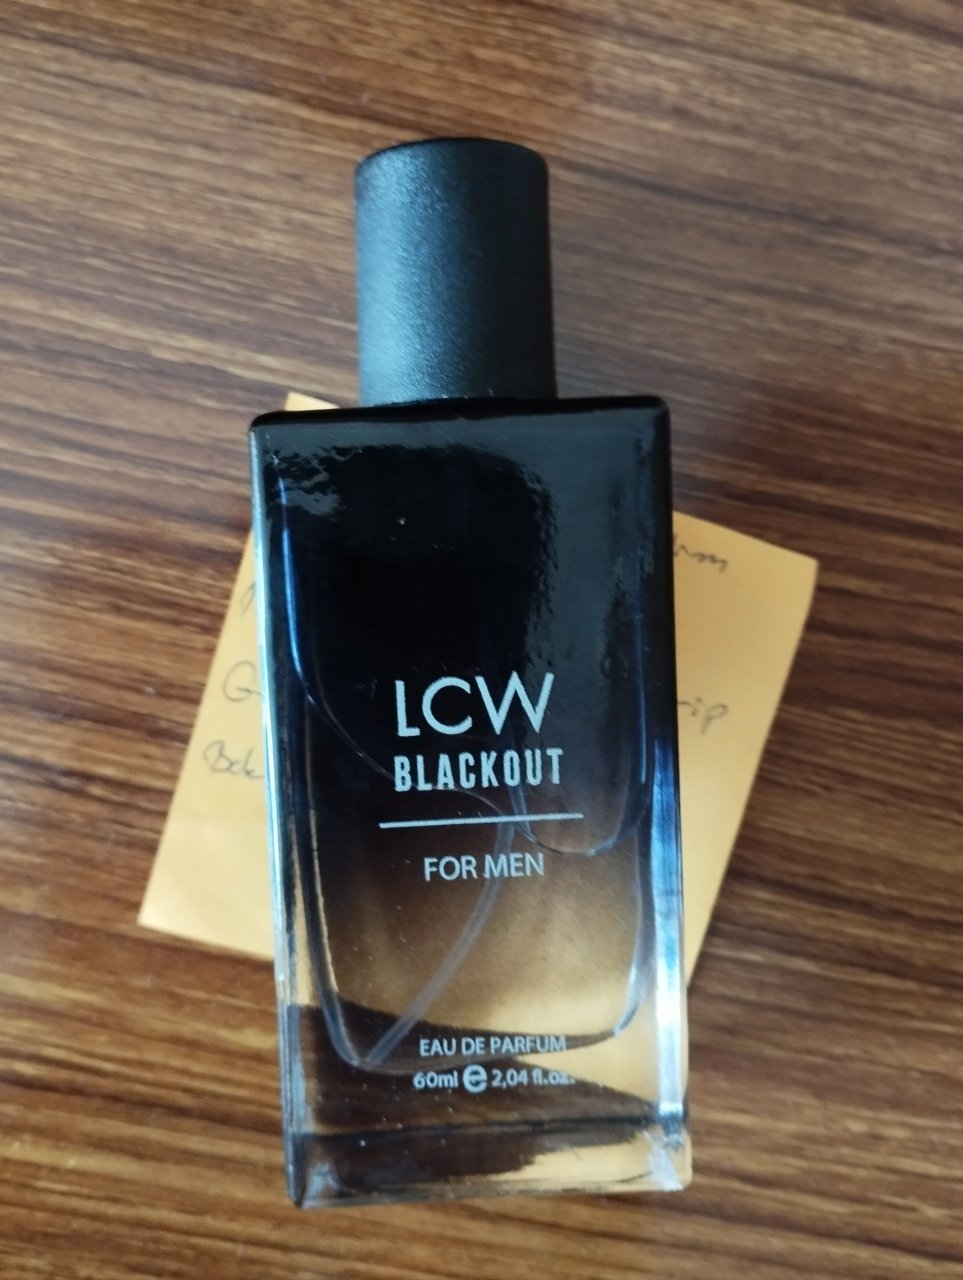 LCW
BLACKOUT
FOR MEN
EAU DE PARFUM
60ml e 2,04 fl.oz.